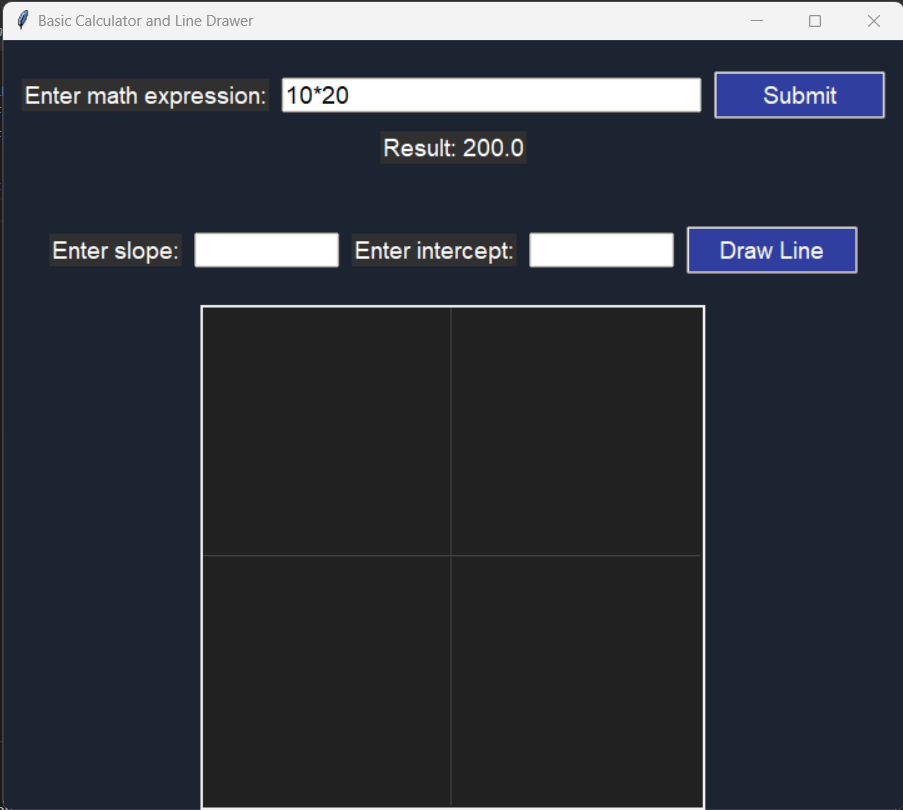 Basic Calculator and Line Drawer
Enter math expression: 10*20 Submit
Result: 200.0
Enter slope: Enter intercept: Draw Line